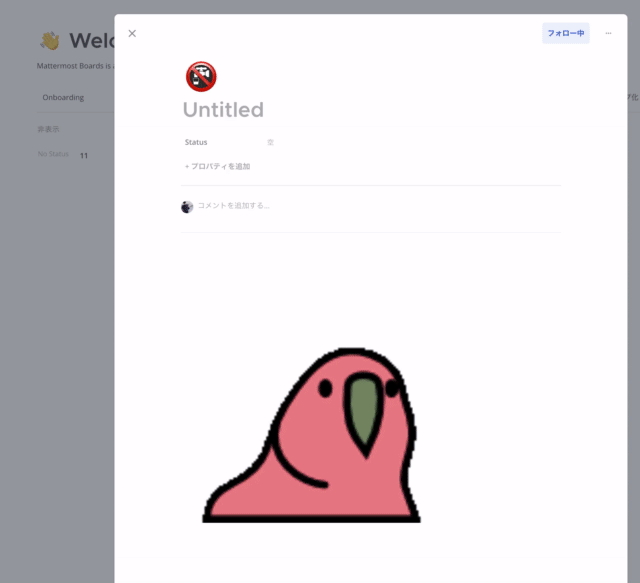 Welc
フォロー中
Mattermost Boards is a
Untitled
Onboarding
非表示
No Status 11
Status 空
+ プロパティを追加
コメントを追加する...